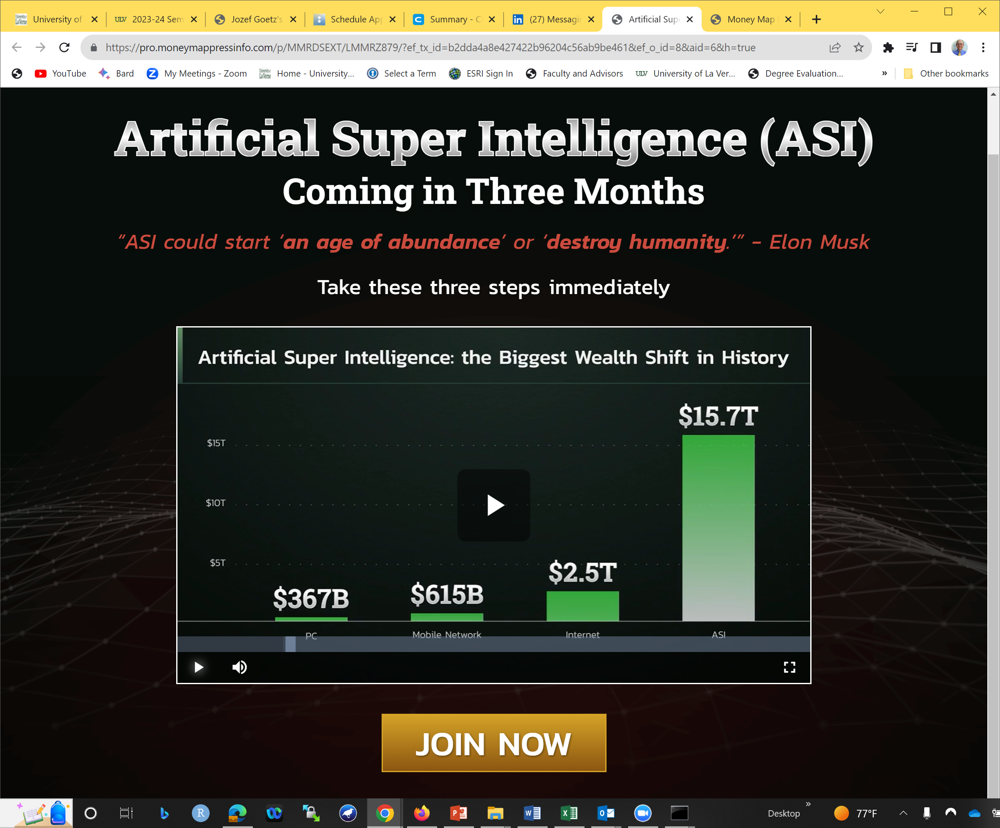 University of
ULV 2023-24 Sem
Jozef Goetz's
Schedule App
Summary - C
(27) Messagin
Artificial Supe
Money Map
https://pro.moneymappressinfo.com/p/MMRDSEXT/LMMRZ879/?ef_tx_id=b2dda4a8e427422b96204c56ab9be461&ef_o_id=8&aid=6&h=true
YouTube
Bard
My Meetings - Zoom
Home - University...
Select a Term
ESRI Sign In
Faculty and Advisors
ULV University of La Ver...
Degree Evaluation...
»
Other bookmarks
Artificial Super Intelligence (ASI)
Coming in Three Months
“ASI could start ‘an age of abundance’ or ‘destroy humanity.’” – Elon Musk
Take these three steps immediately
Artificial Super Intelligence: the Biggest Wealth Shift in History
$15.7T
$15T
$10T
$5T
$2.5T
$615B
$367B
PC
Mobile Network
Internet
ASI
JOIN NOW
Desktop
»
77°F